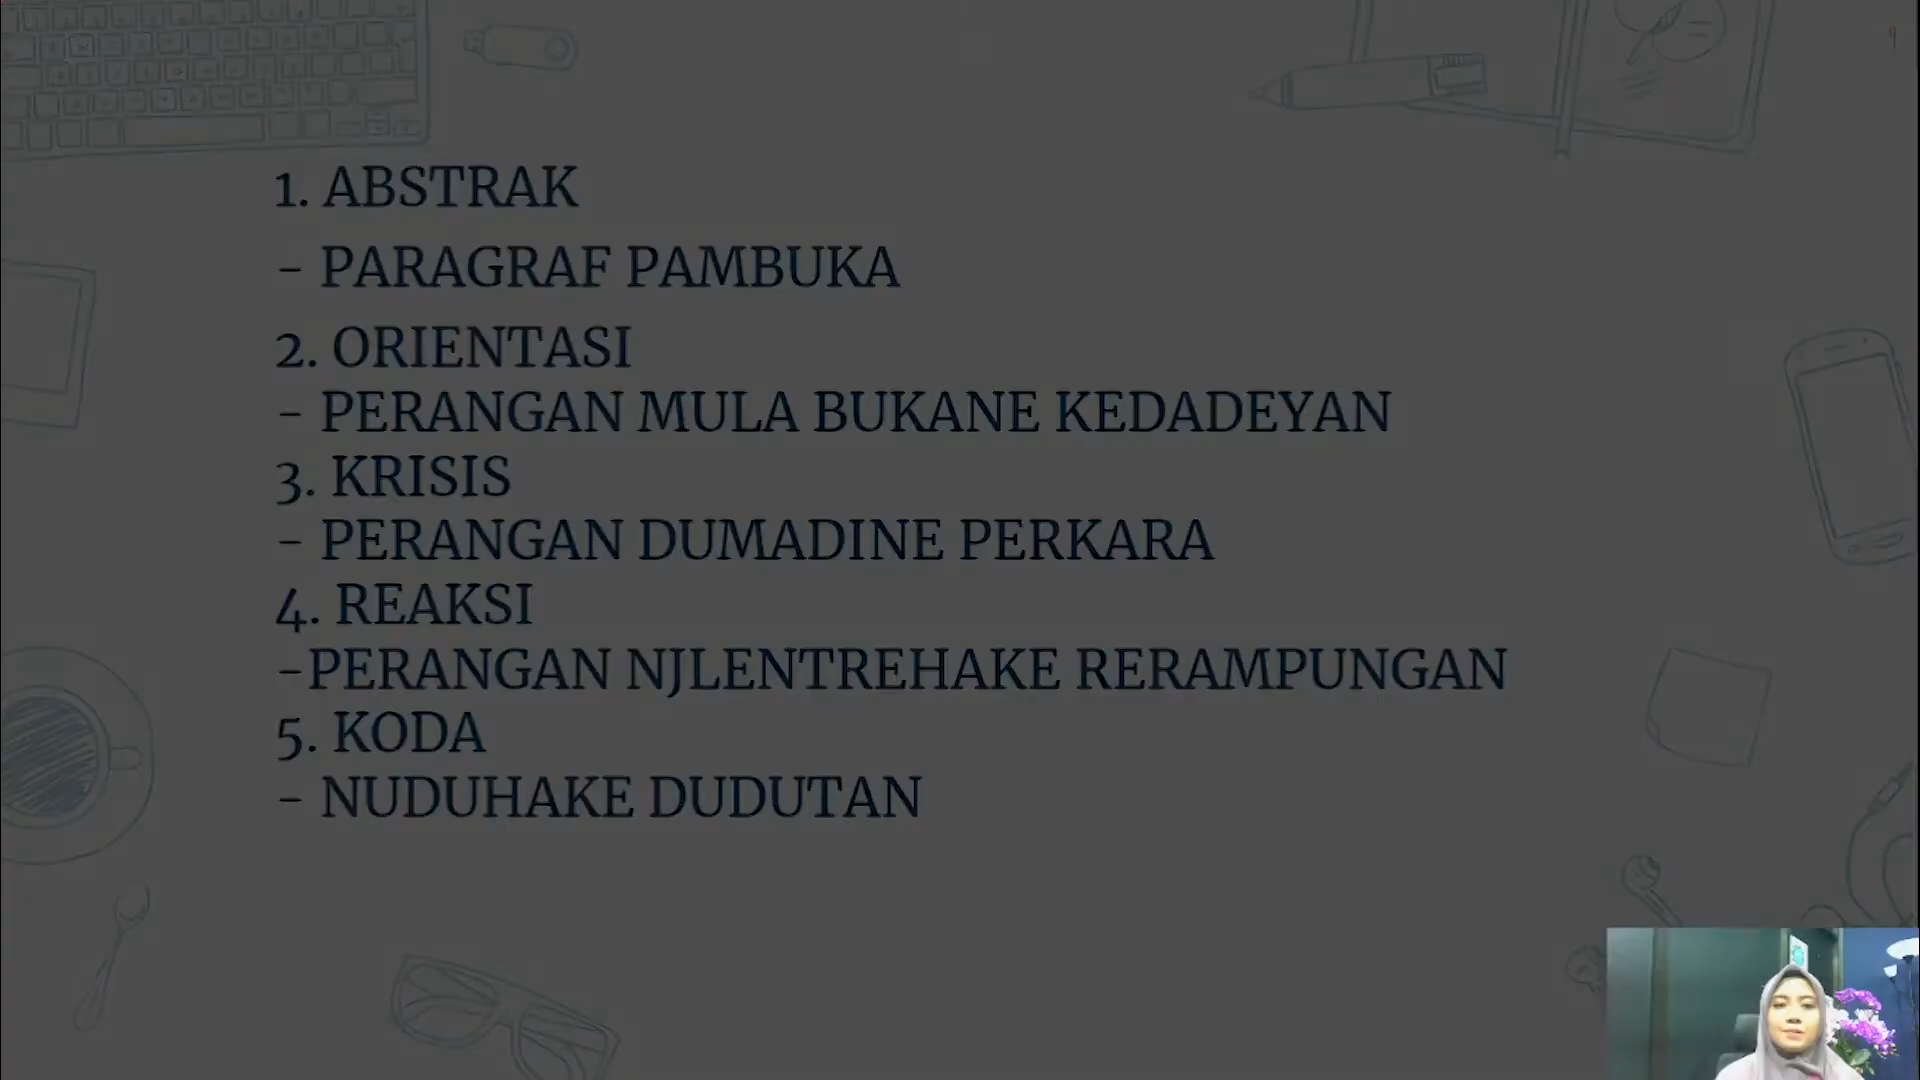 1. ABSTRAK
- PARAGRAF PAMBUKA
2. ORIENTASI
- PERANGAN MULA BUKANE KEDADEYAN
3. KRISIS
- PERANGAN DUMADINE PERKARA
4. REAKSI
-PERANGAN NJLENTREHAKE RERAMPUNGAN
5. KODA
- NUDUHAKE DUDUTAN